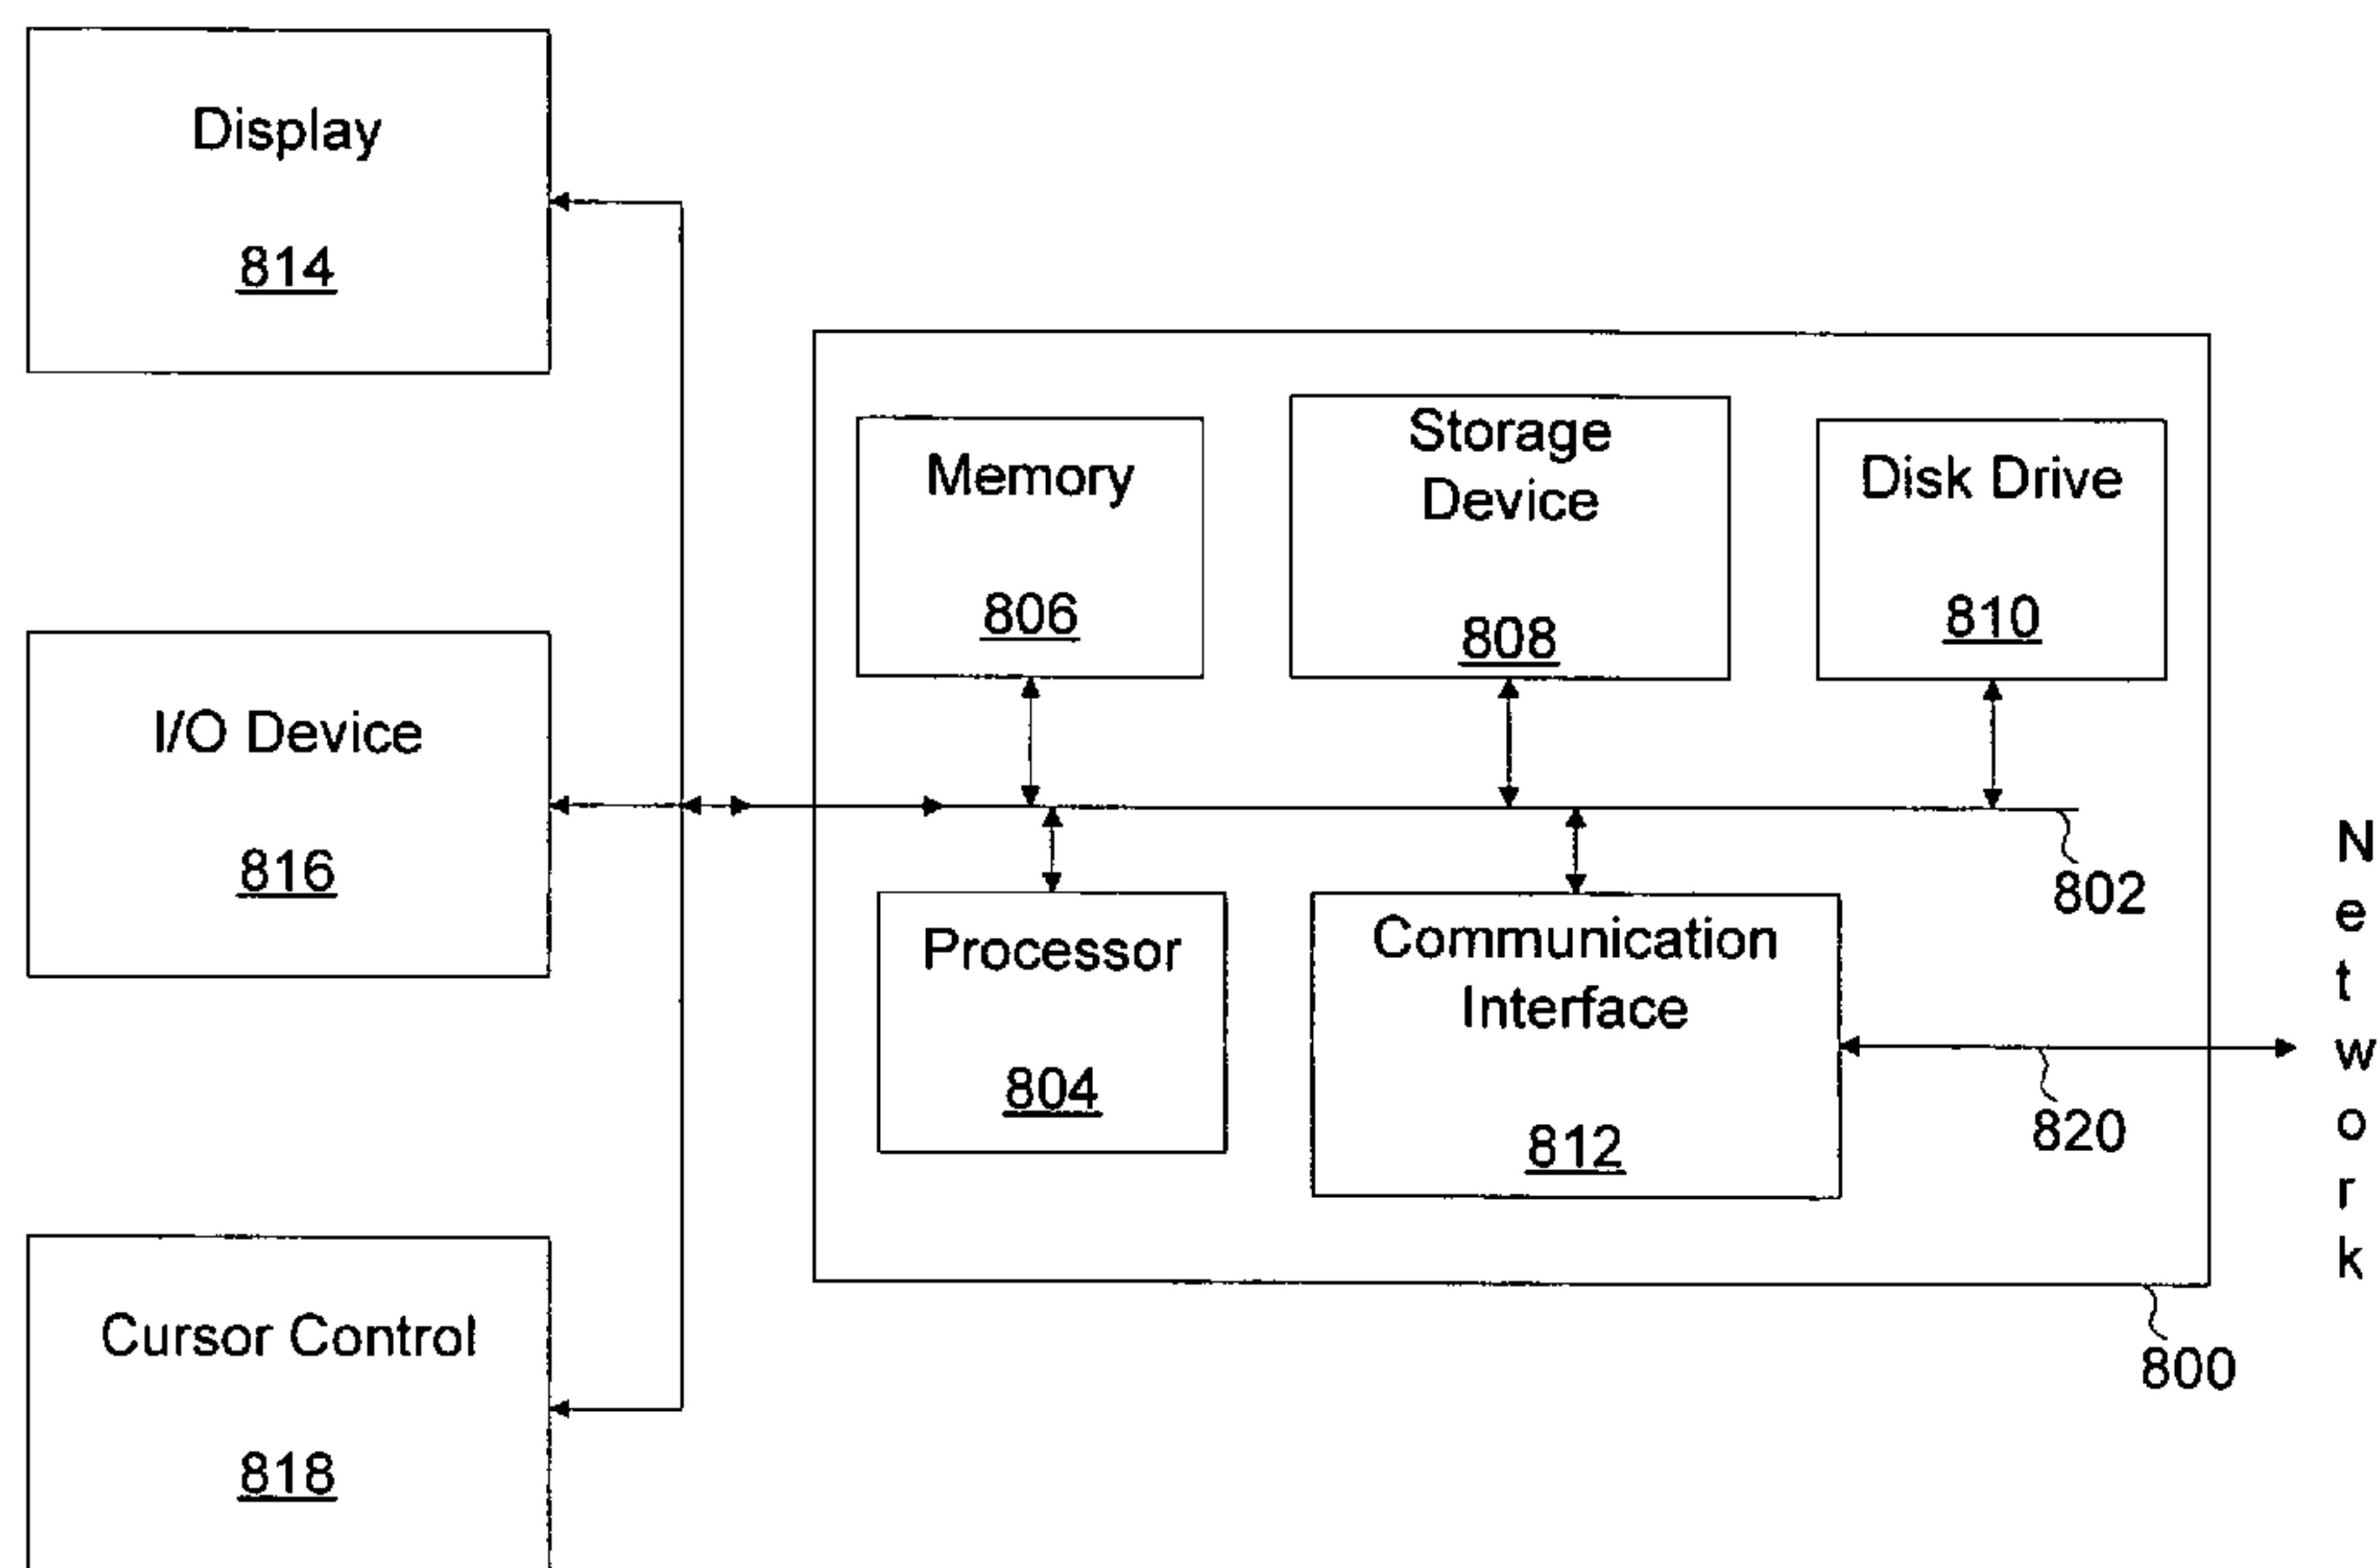 Display
814
I/O Device
816
Cursor Control
818
Memory
806
Storage
Device
808
Disk Drive
810
Processor
804
Communication
Interface
812
802
820
800
Network